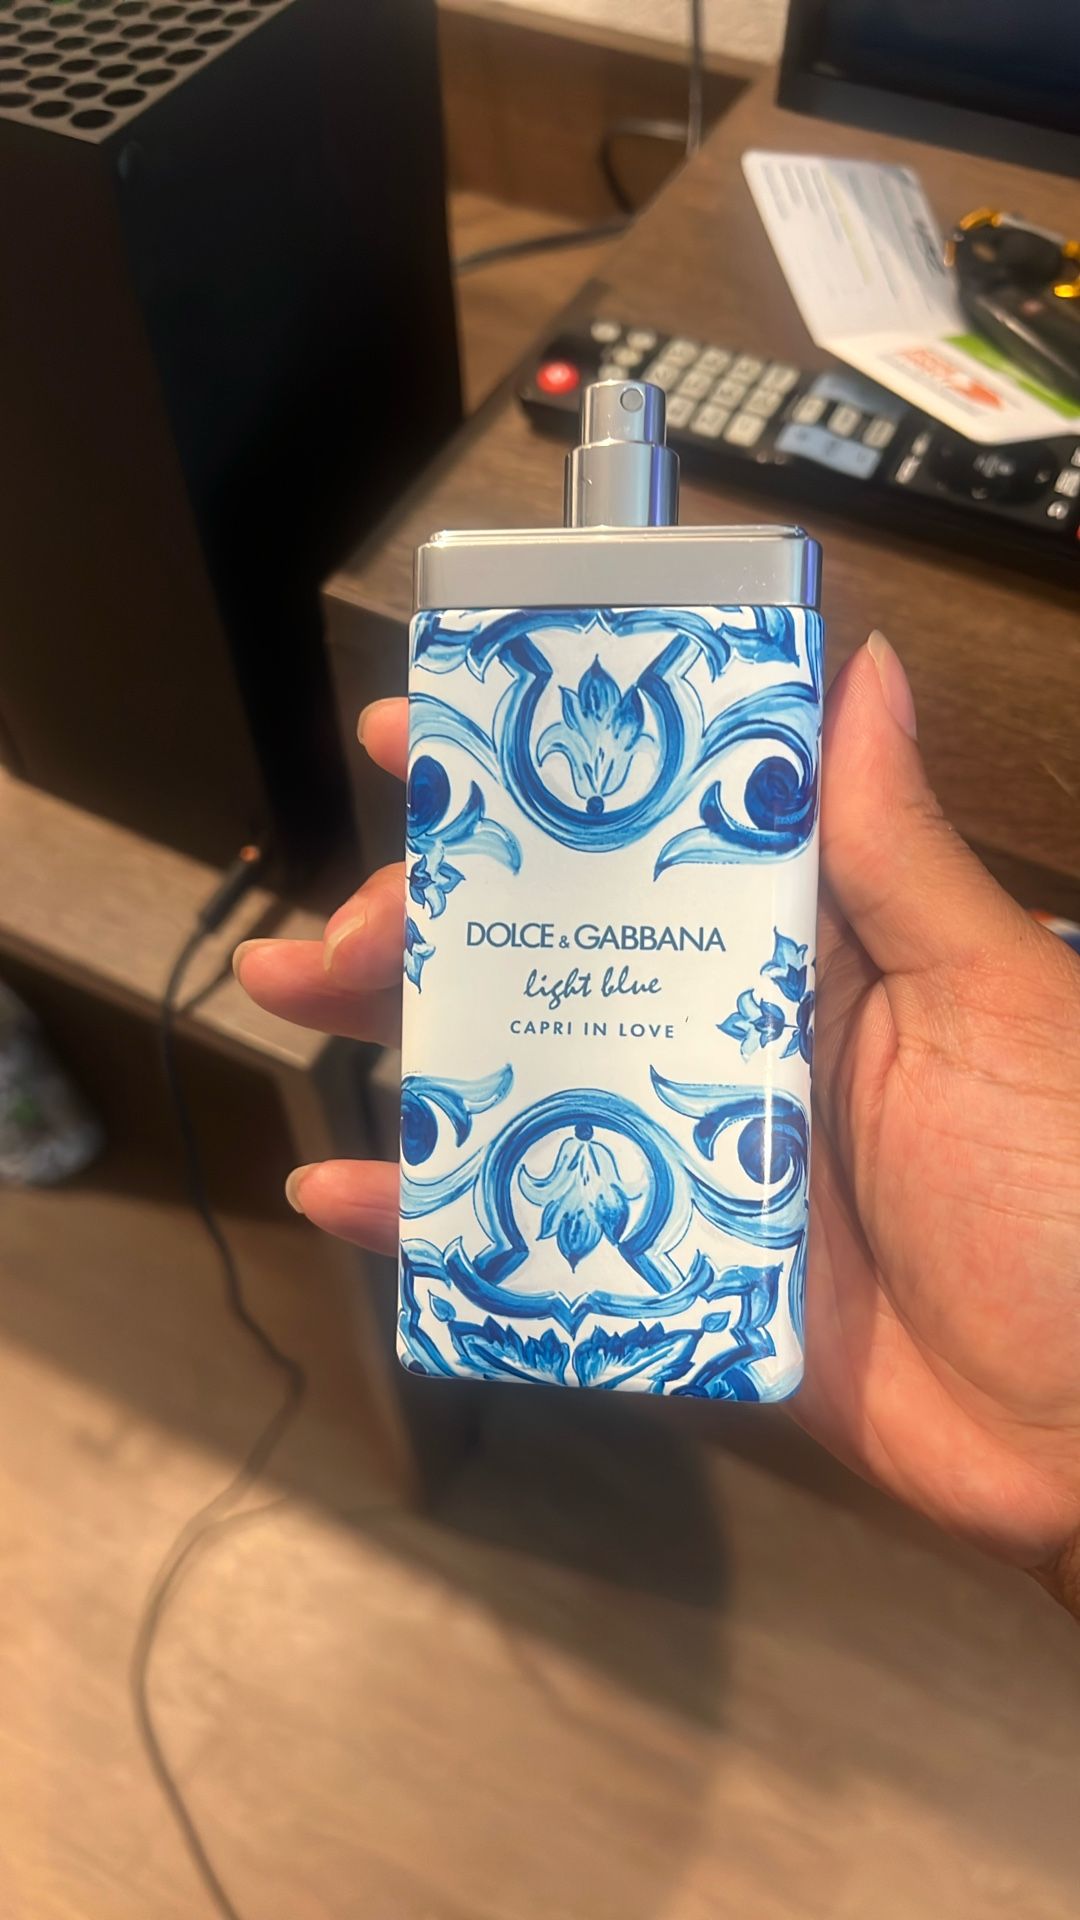 DOLCE & GABBANA
light blue
CAPRI IN LOVE